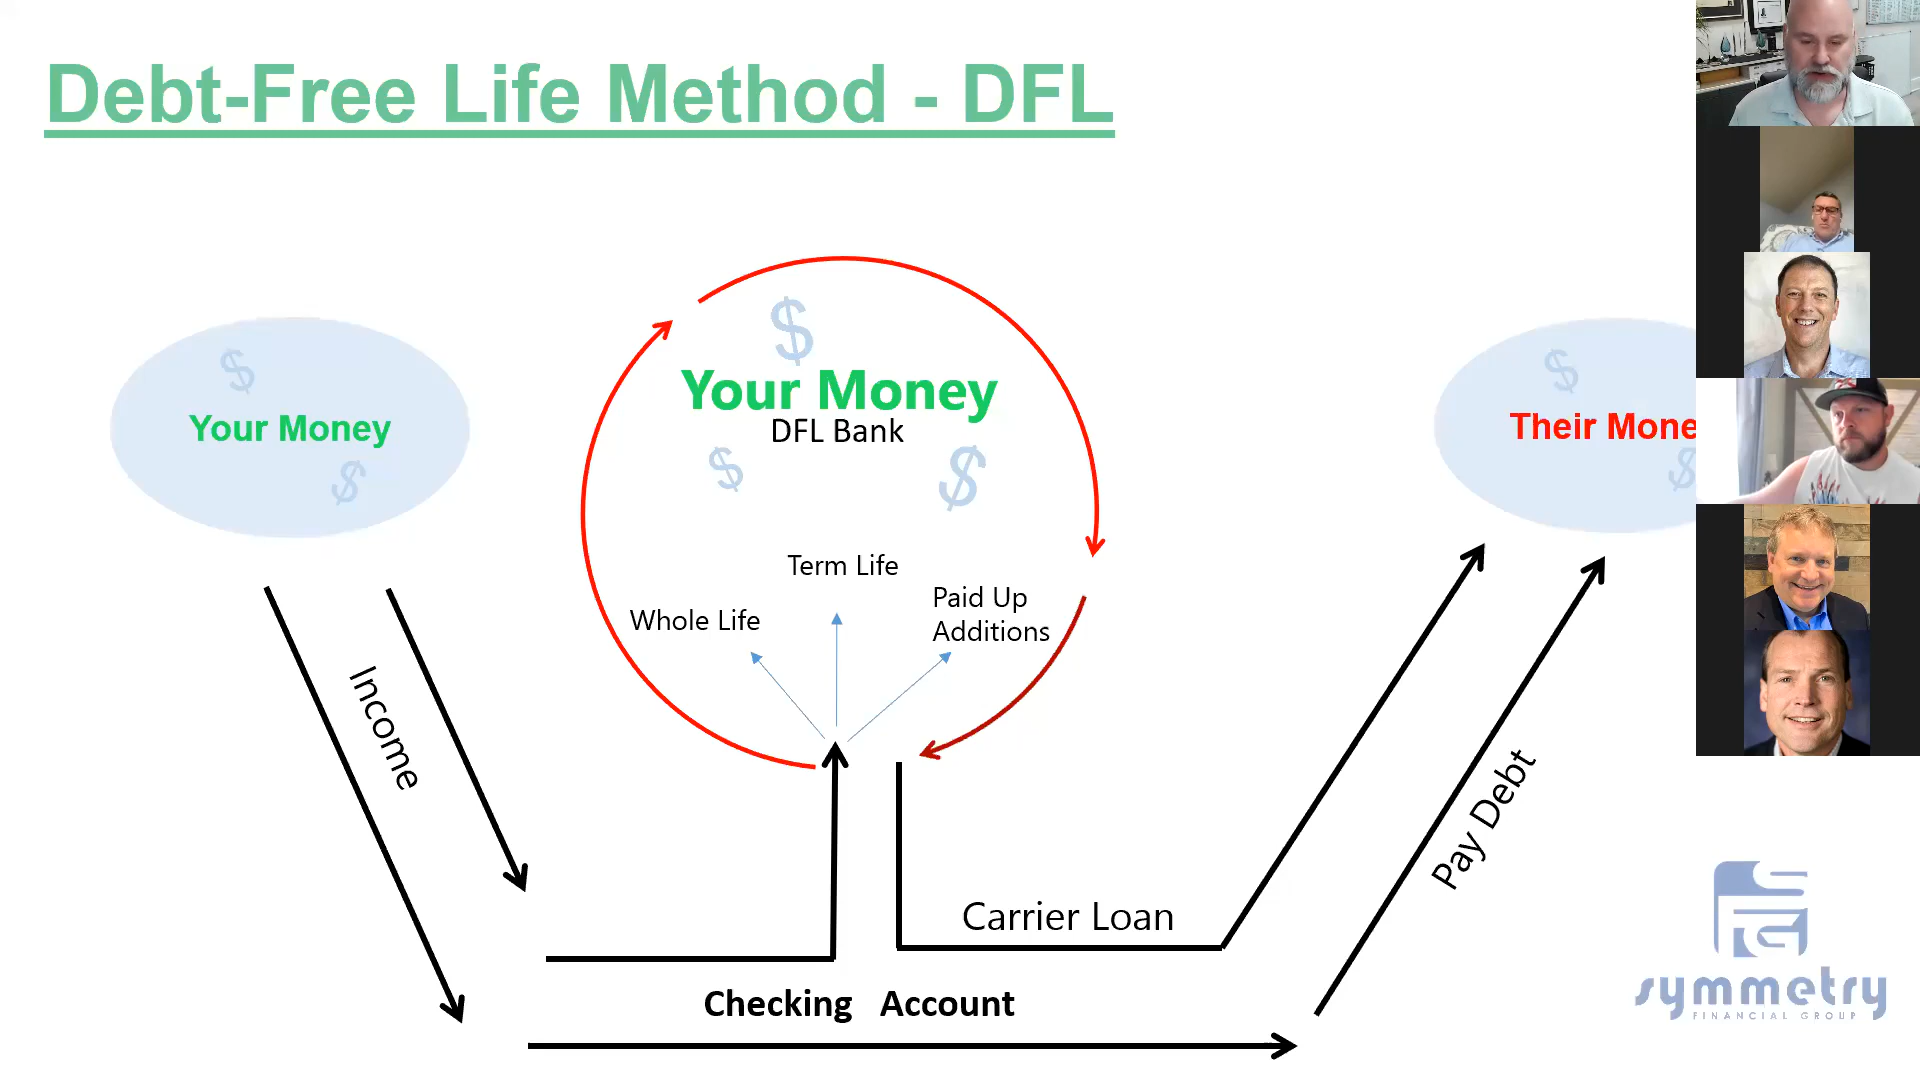 Debt-Free Life Method - DFL
$
$
Your Money
DFL Bank
$
$
Your Money
$
$
Their Mone
$
Term Life
Whole Life
Paid Up
Additions
Income
Pay Debt
Carrier Loan
Checking Account
SFG
symmetry
FINANCIAL GROUP